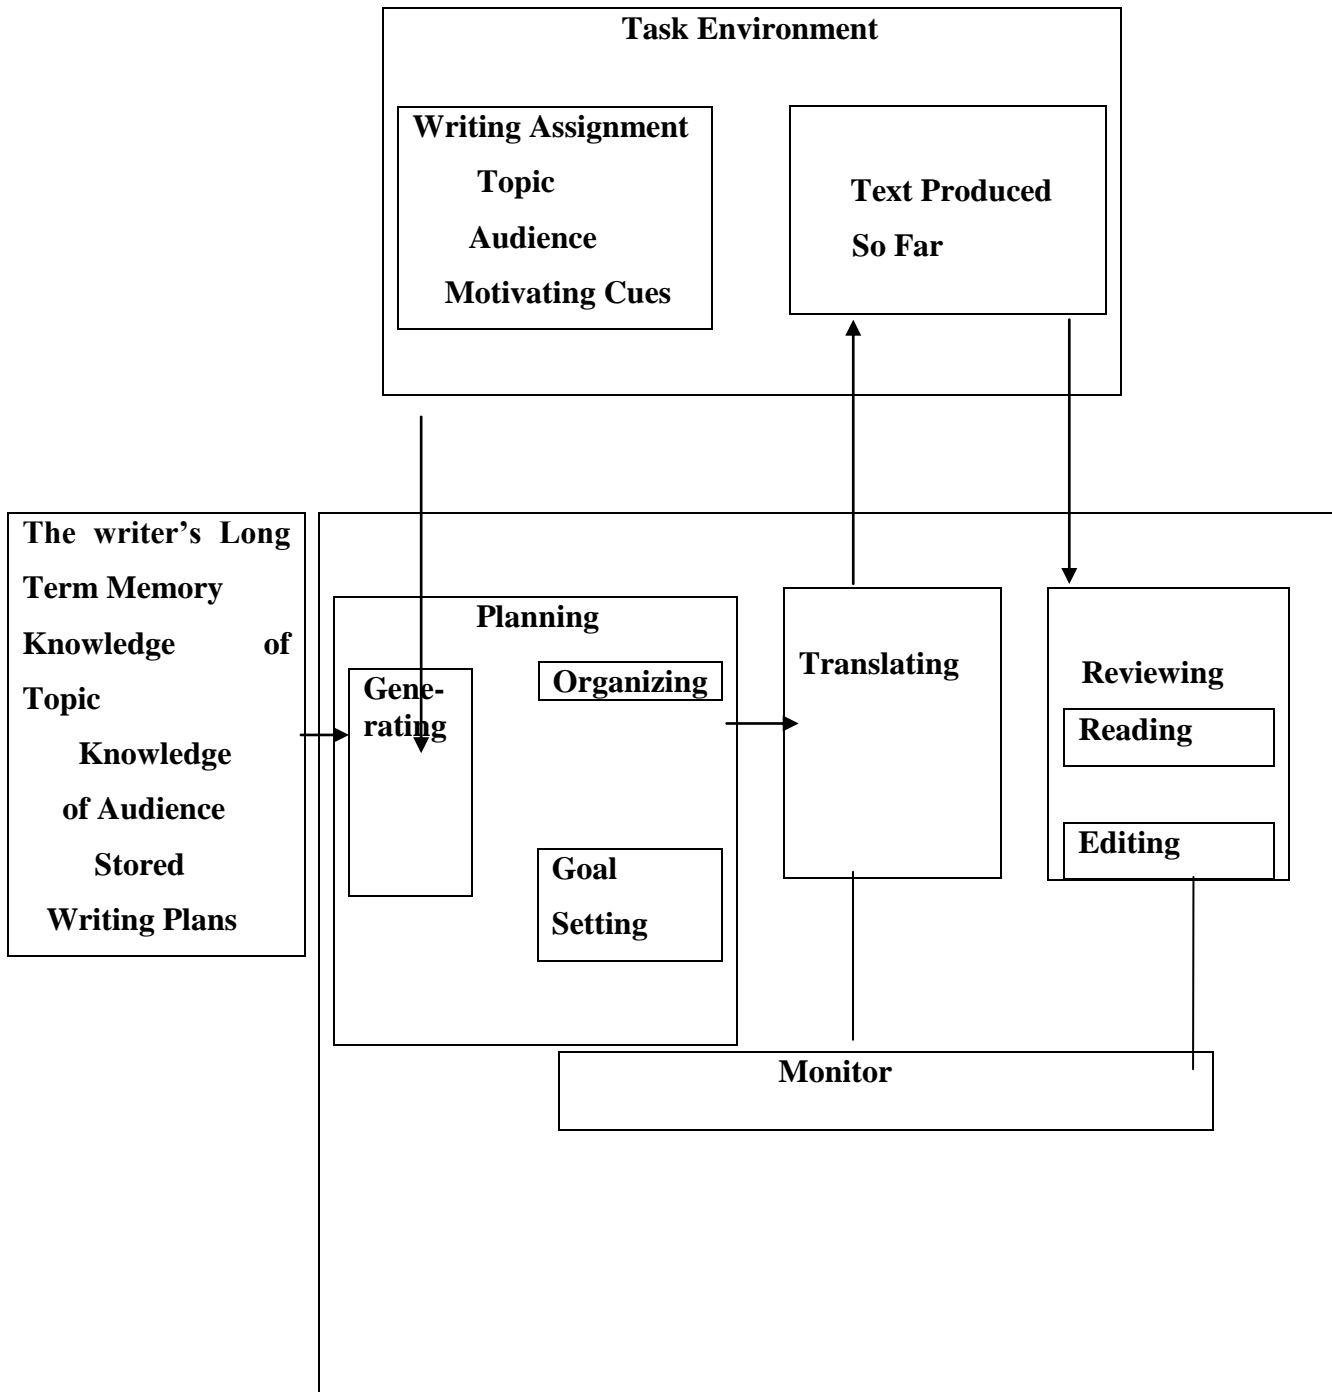 Task Environment
Writing Assignment
Topic
Audience
Motivating Cues
Text Produced
So Far
The writer’s Long
Term Memory
Knowledge of
Topic
Knowledge
of Audience
Stored
Writing Plans
Planning
Gene-
rating
Organizing
Goal
Setting
Translating
Reviewing
Reading
Editing
Monitor